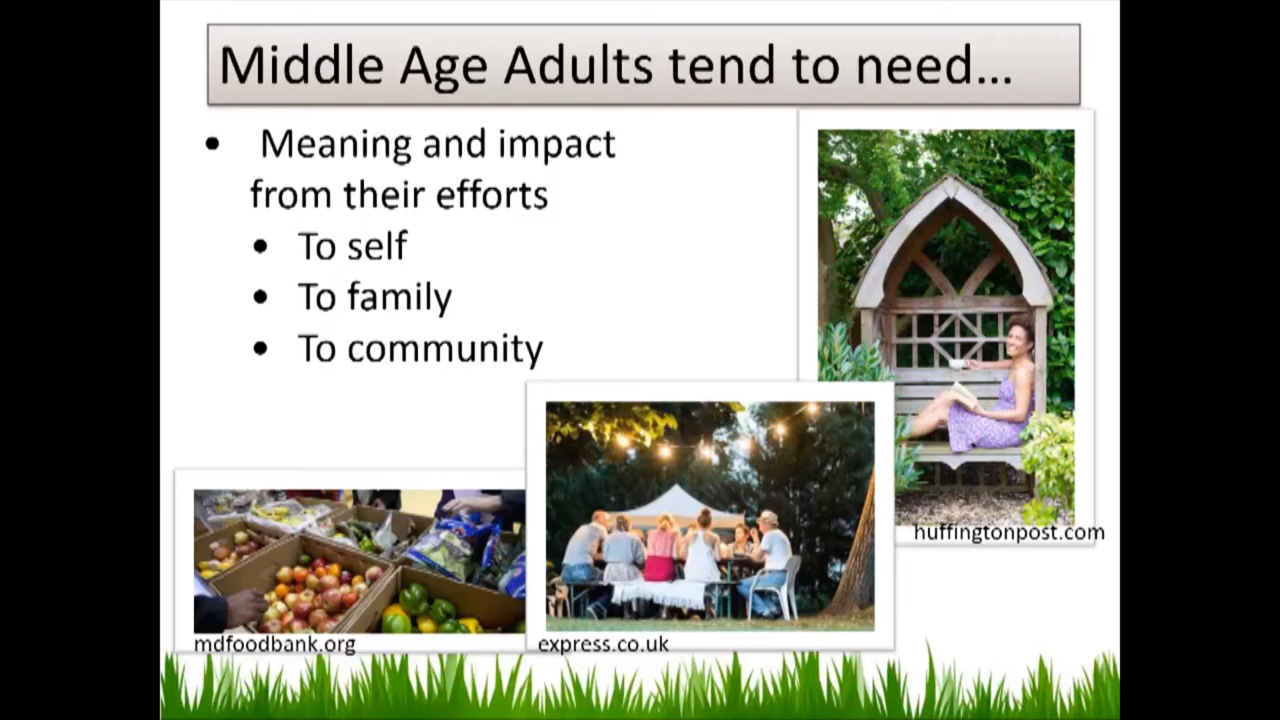 Middle Age Adults tend to need...
• Meaning and impact
from their efforts
• To self
• To family
• To community
huffingtonpost.com
mdfoodbank.org
express.co.uk